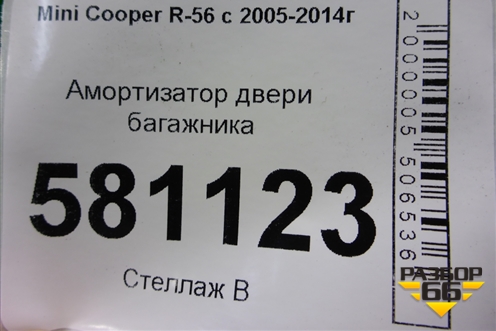 Mini Cooper R-56 с 2005-2014г
Амортизатор двери
багажника
581123
Стеллаж В
2000005506536
РАЗБОР
66